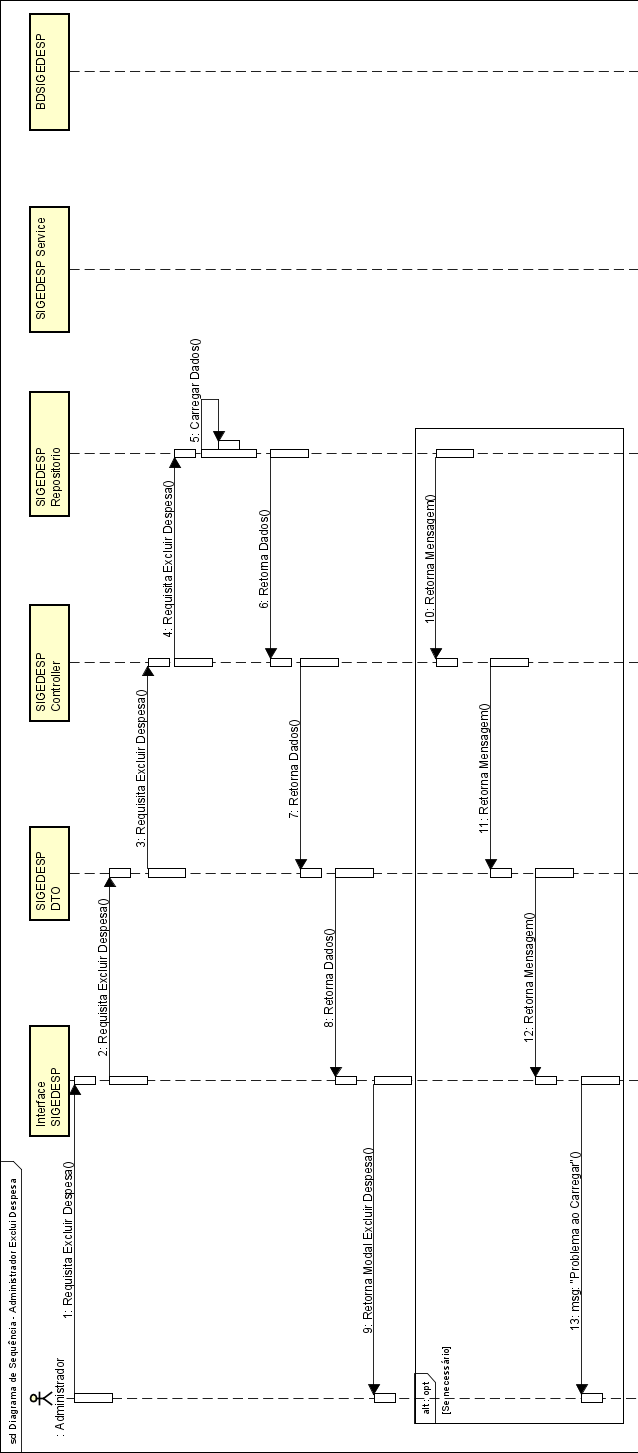 sd Diagrama de Sequência - Administrador Exclui Despesa
: Administrador
Interface
SIGEDESP
SIGEDESP
DTO
SIGEDESP
Controller
SIGEDESP
Repositorio
SIGEDESP Service
BDSIGEDESP
1: Requisita Excluir Despesa()
2: Requisita Excluir Despesa()
3: Requisita Excluir Despesa()
4: Requisita Excluir Despesa()
5: Carregar Dados()
6: Retorna Dados()
7: Retorna Dados()
8: Retorna Dados()
9: Retorna Modal Excluir Despesa()
alt : opt
[Se necessário]
10: Retorna Mensagem()
11: Retorna Mensagem()
12: Retorna Mensagem()
13: msg: "Problema ao Carregar"()